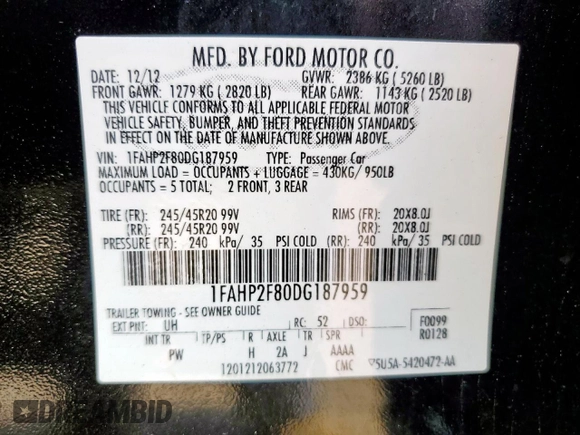 MFD. BY FORD MOTOR CO.
DATE: 12/12 GVWR: 2386 KG ( 5260 LB)
FRONT GAWR: 1279 KG ( 2820 LB) REAR GAWR: 1143 KG ( 2520 LB)
THIS VEHICLE CONFORMS TO ALL APPLICABLE FEDERAL MOTOR
VEHICLE SAFETY, BUMPER, AND THEFT PREVENTION STANDARDS
IN EFFECT ON THE DATE OF MANUFACTURE SHOWN ABOVE.
VIN: 1FAHP2F80DG187959 TYPE: Passenger Car
MAXIMUM LOAD = OCCUPANTS + LUGGAGE = 430KG/ 950LB
OCCUPANTS = 5 TOTAL; 2 FRONT, 3 REAR
TIRE (FR): 245/45R20 99V RIMS (FR): 20X8.0J
(RR): 245/45R20 99V (RR): 20X8.0J
PRESSURE (FR): 240 kPa/ 35 PSI COLD (RR): 240 kPa/ 35 PSI COLD
1FAHP2F80DG187959
TRAILER TOWING - SEE OWNER GUIDE
EXT PNT: UH RC: 52 DSO: F0099
R0128
INT TR TP/PS R AXLE TR SPR
PW H 2A J AAAA
1201212063772 CMC 5U5A-5420472-AA
DREAMBID